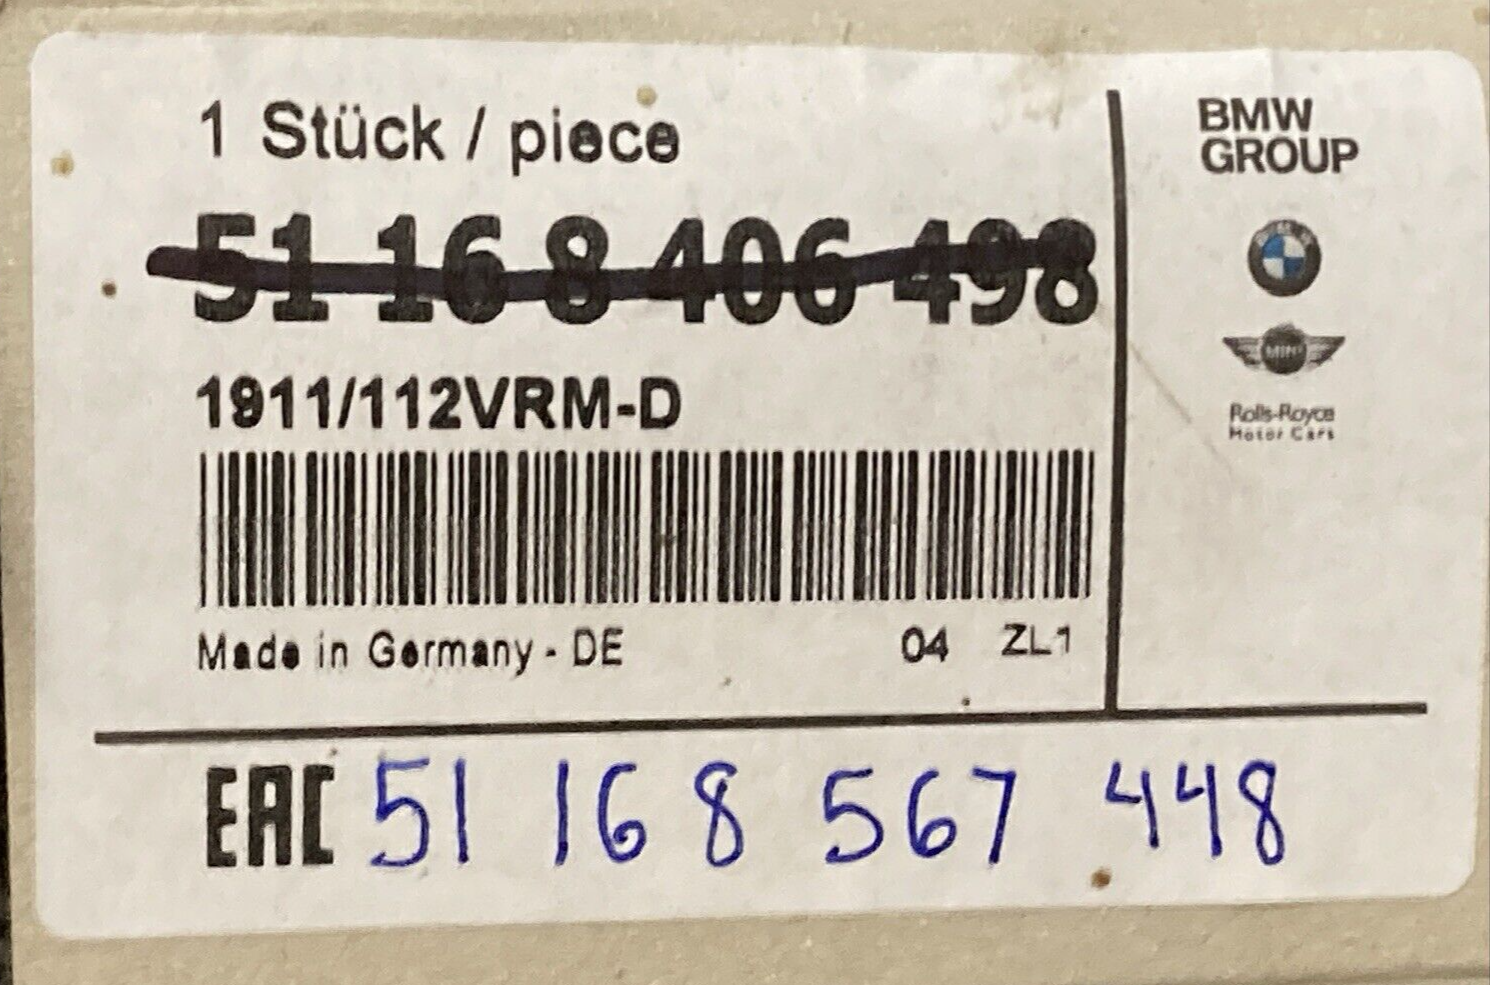 1 Stück / piece
51 16 8 406 498
1911/112VRM-D
Made in Germany - DE 04 ZL1
BMW
GROUP
MINI
Rolls-Royce
Motor Cars
EAC 51 16 8 567 448